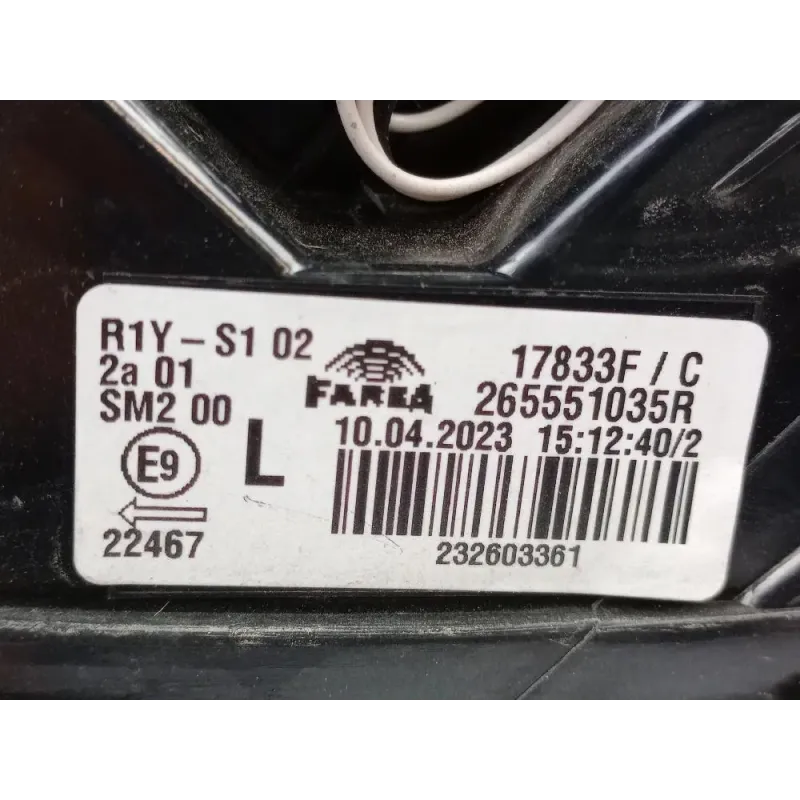 R1Y-S1 02
2a 01
SM2 00
E9
22467
L
FARBA
17833F / C
265551035R
10.04.2023 15:12:40/2
232603361